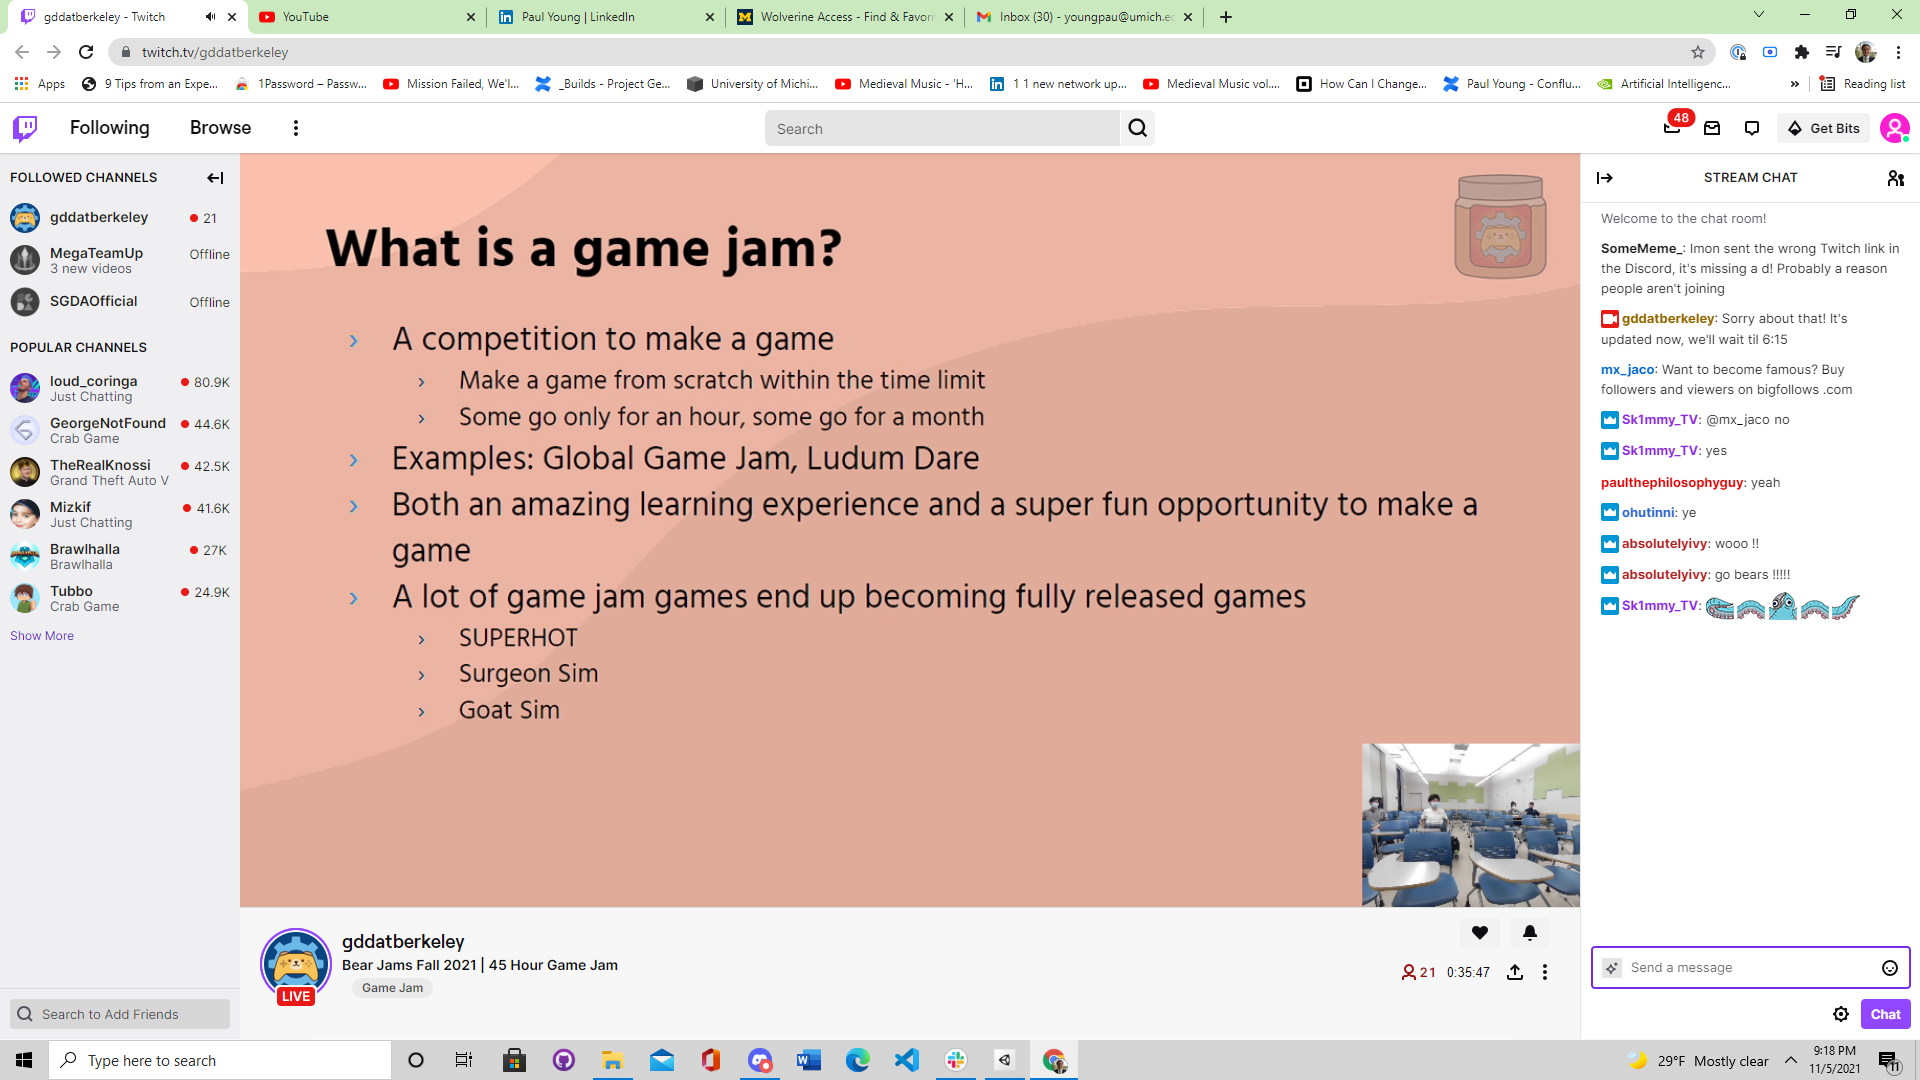 gddatberkeley - Twitch
YouTube
Paul Young | LinkedIn
Wolverine Access - Find & Favori
Inbox (30) - youngpau@umich.ed
twitch.tv/gddatberkeley
Apps
9 Tips from an Expe...
1Password – Passw...
Mission Failed, We'l...
_Builds - Project Ge...
University of Michi...
Medieval Music - 'H...
1 1 new network up...
Medieval Music vol....
How Can I Change...
Paul Young - Conflu...
Artificial Intelligenc...
»
Reading list
Following
Browse
Search
48
Get Bits
FOLLOWED CHANNELS
gddatberkeley
21
MegaTeamUp
Offline
3 new videos
SGDAOfficial
Offline
POPULAR CHANNELS
loud_coringa
80.9K
Just Chatting
GeorgeNotFound
44.6K
Crab Game
TheRealKnossi
42.5K
Grand Theft Auto V
Mizkif
41.6K
Just Chatting
Brawlhalla
27K
Brawlhalla
Tubbo
24.9K
Crab Game
Show More
Search to Add Friends
What is a game jam?
› A competition to make a game
› Make a game from scratch within the time limit
› Some go only for an hour, some go for a month
› Examples: Global Game Jam, Ludum Dare
› Both an amazing learning experience and a super fun opportunity to make a
game
› A lot of game jam games end up becoming fully released games
› SUPERHOT
› Surgeon Sim
› Goat Sim
LIVE
gddatberkeley
Bear Jams Fall 2021 | 45 Hour Game Jam
Game Jam
21
0:35:47
STREAM CHAT
Welcome to the chat room!
SomeMeme_: Imon sent the wrong Twitch link in
the Discord, it's missing a d! Probably a reason
people aren't joining
gddatberkeley: Sorry about that! It's
updated now, we'll wait til 6:15
mx_jaco: Want to become famous? Buy
followers and viewers on bigfollows .com
Sk1mmy_TV: @mx_jaco no
Sk1mmy_TV: yes
paulthephilosophyguy: yeah
ohutinni: ye
absolutelyivy: wooo !!
absolutelyivy: go bears !!!!!
Sk1mmy_TV:
Send a message
Chat
Type here to search
29°F Mostly clear
9:18 PM
11/5/2021
11